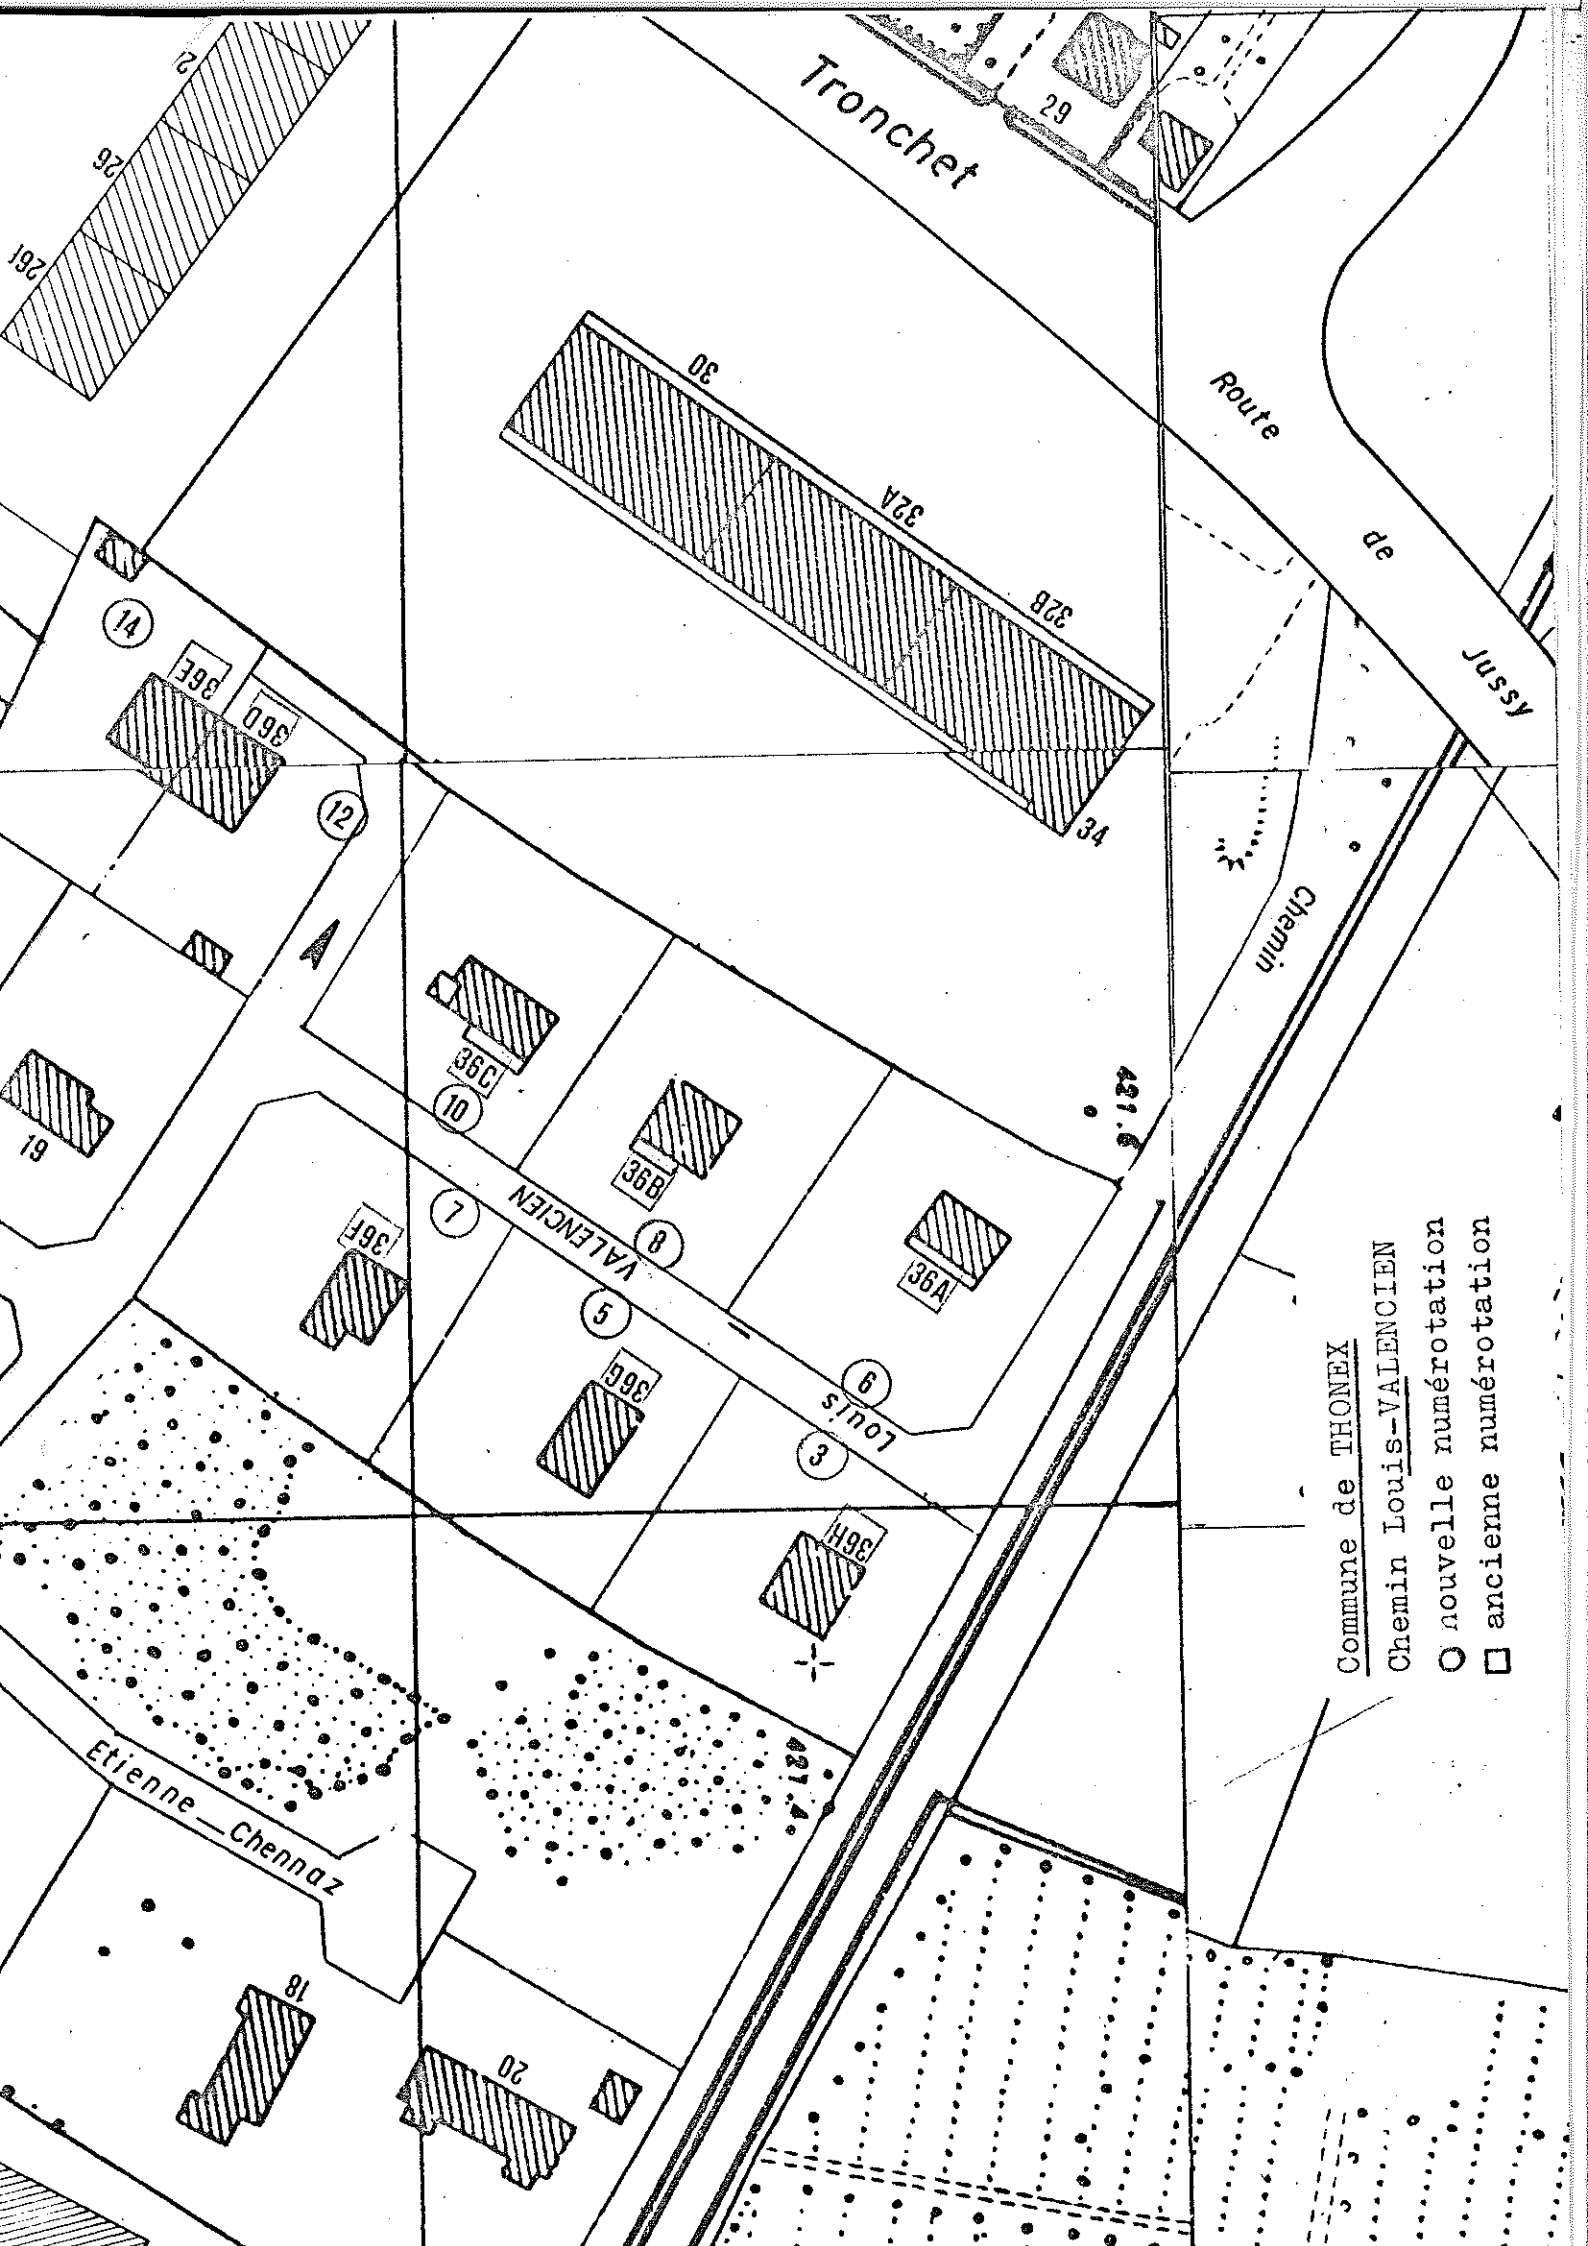 Commune de THONEX
Chemin Louis-VALENCIEN
O nouvelle numérotation
□ ancienne numérotation
Tronchet
29
26
26I
30
32A
32B
34
Route
de
Jussy
Chemin
14
36E
36D
12
36C
10
36B
8
36A
6
VALENCIEN
Louis
7
36F
5
36G
3
36H
19
421.6
421.4
Etienne Chennaz
18
20